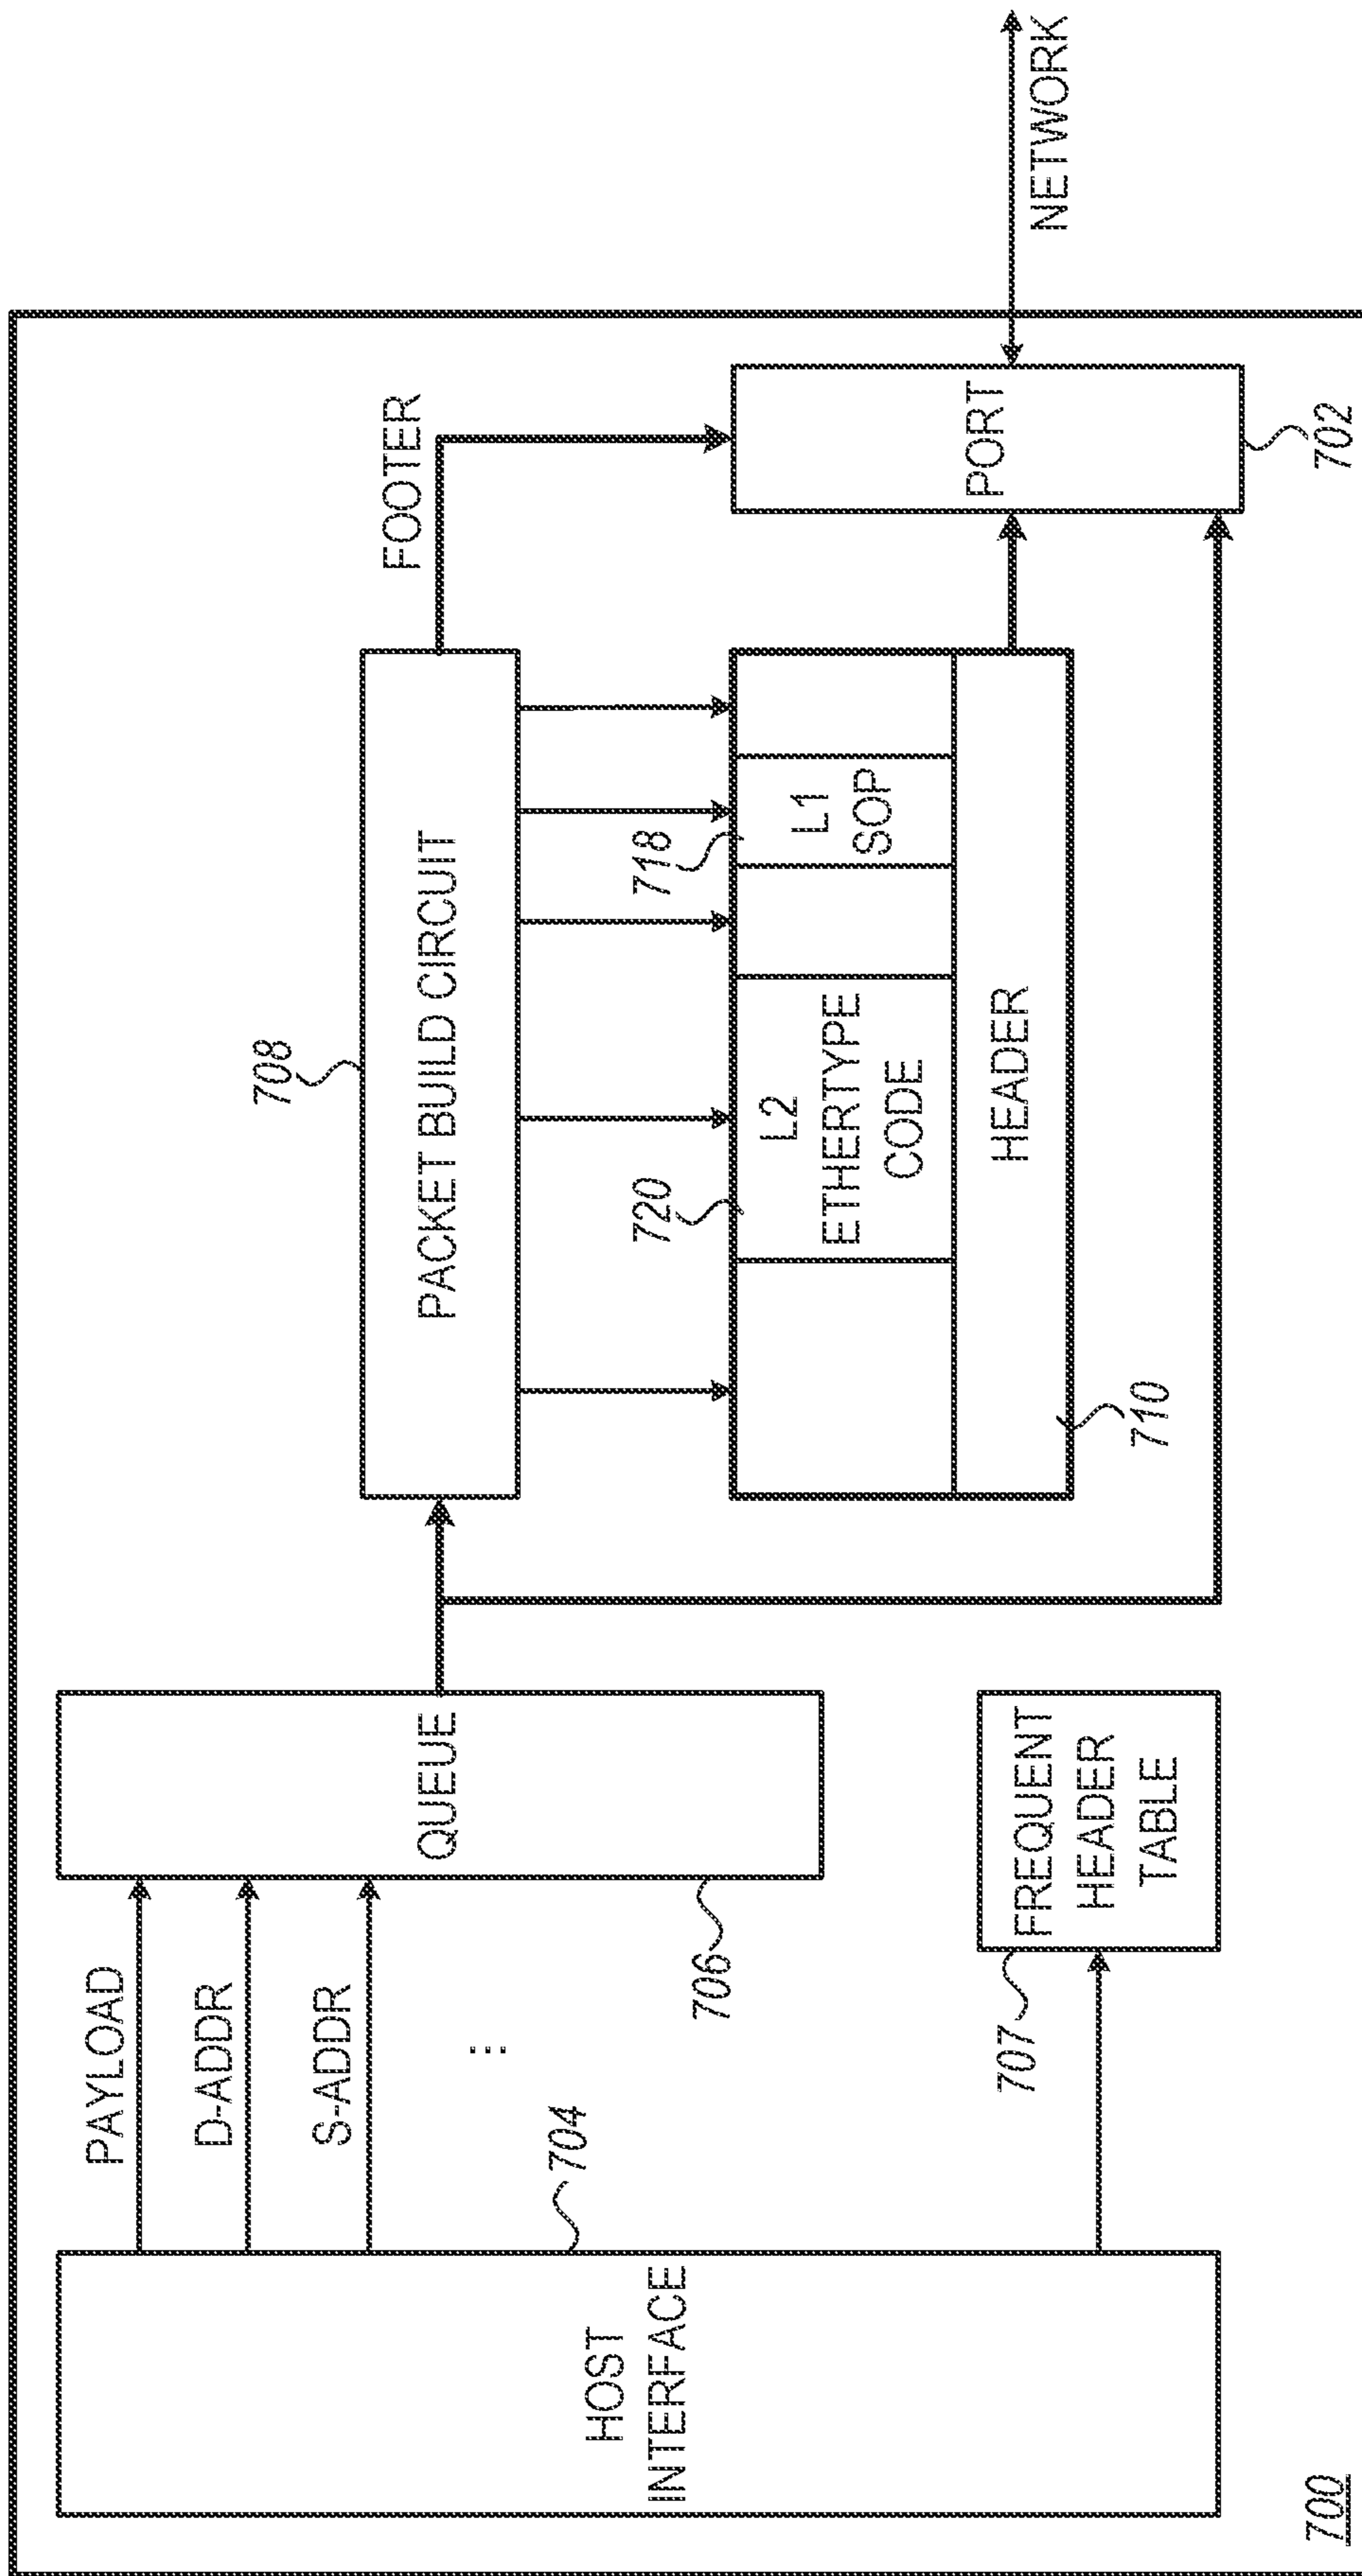 PAYLOAD
D-ADDR
S-ADDR
...
HOST
INTERFACE
704
QUEUE
706
FREQUENT
HEADER
TABLE
707
708
PACKET BUILD CIRCUIT
FOOTER
720
L2
ETHERTYPE
CODE
718
L1
SOP
HEADER
710
PORT
702
NETWORK
700